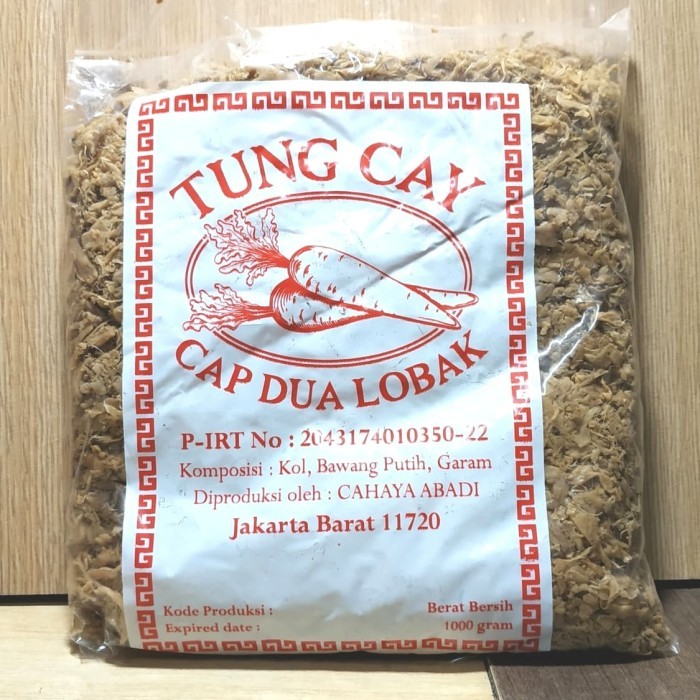 TUNG CAY
CAP DUA LOBAK
P-IRT No : 2043174010350-22
Komposisi : Kol, Bawang Putih, Garam
Diproduksi oleh : CAHAYA ABADI
Jakarta Barat 11720
Kode Produksi :
Expired date :
Berat Bersih
1000 gram